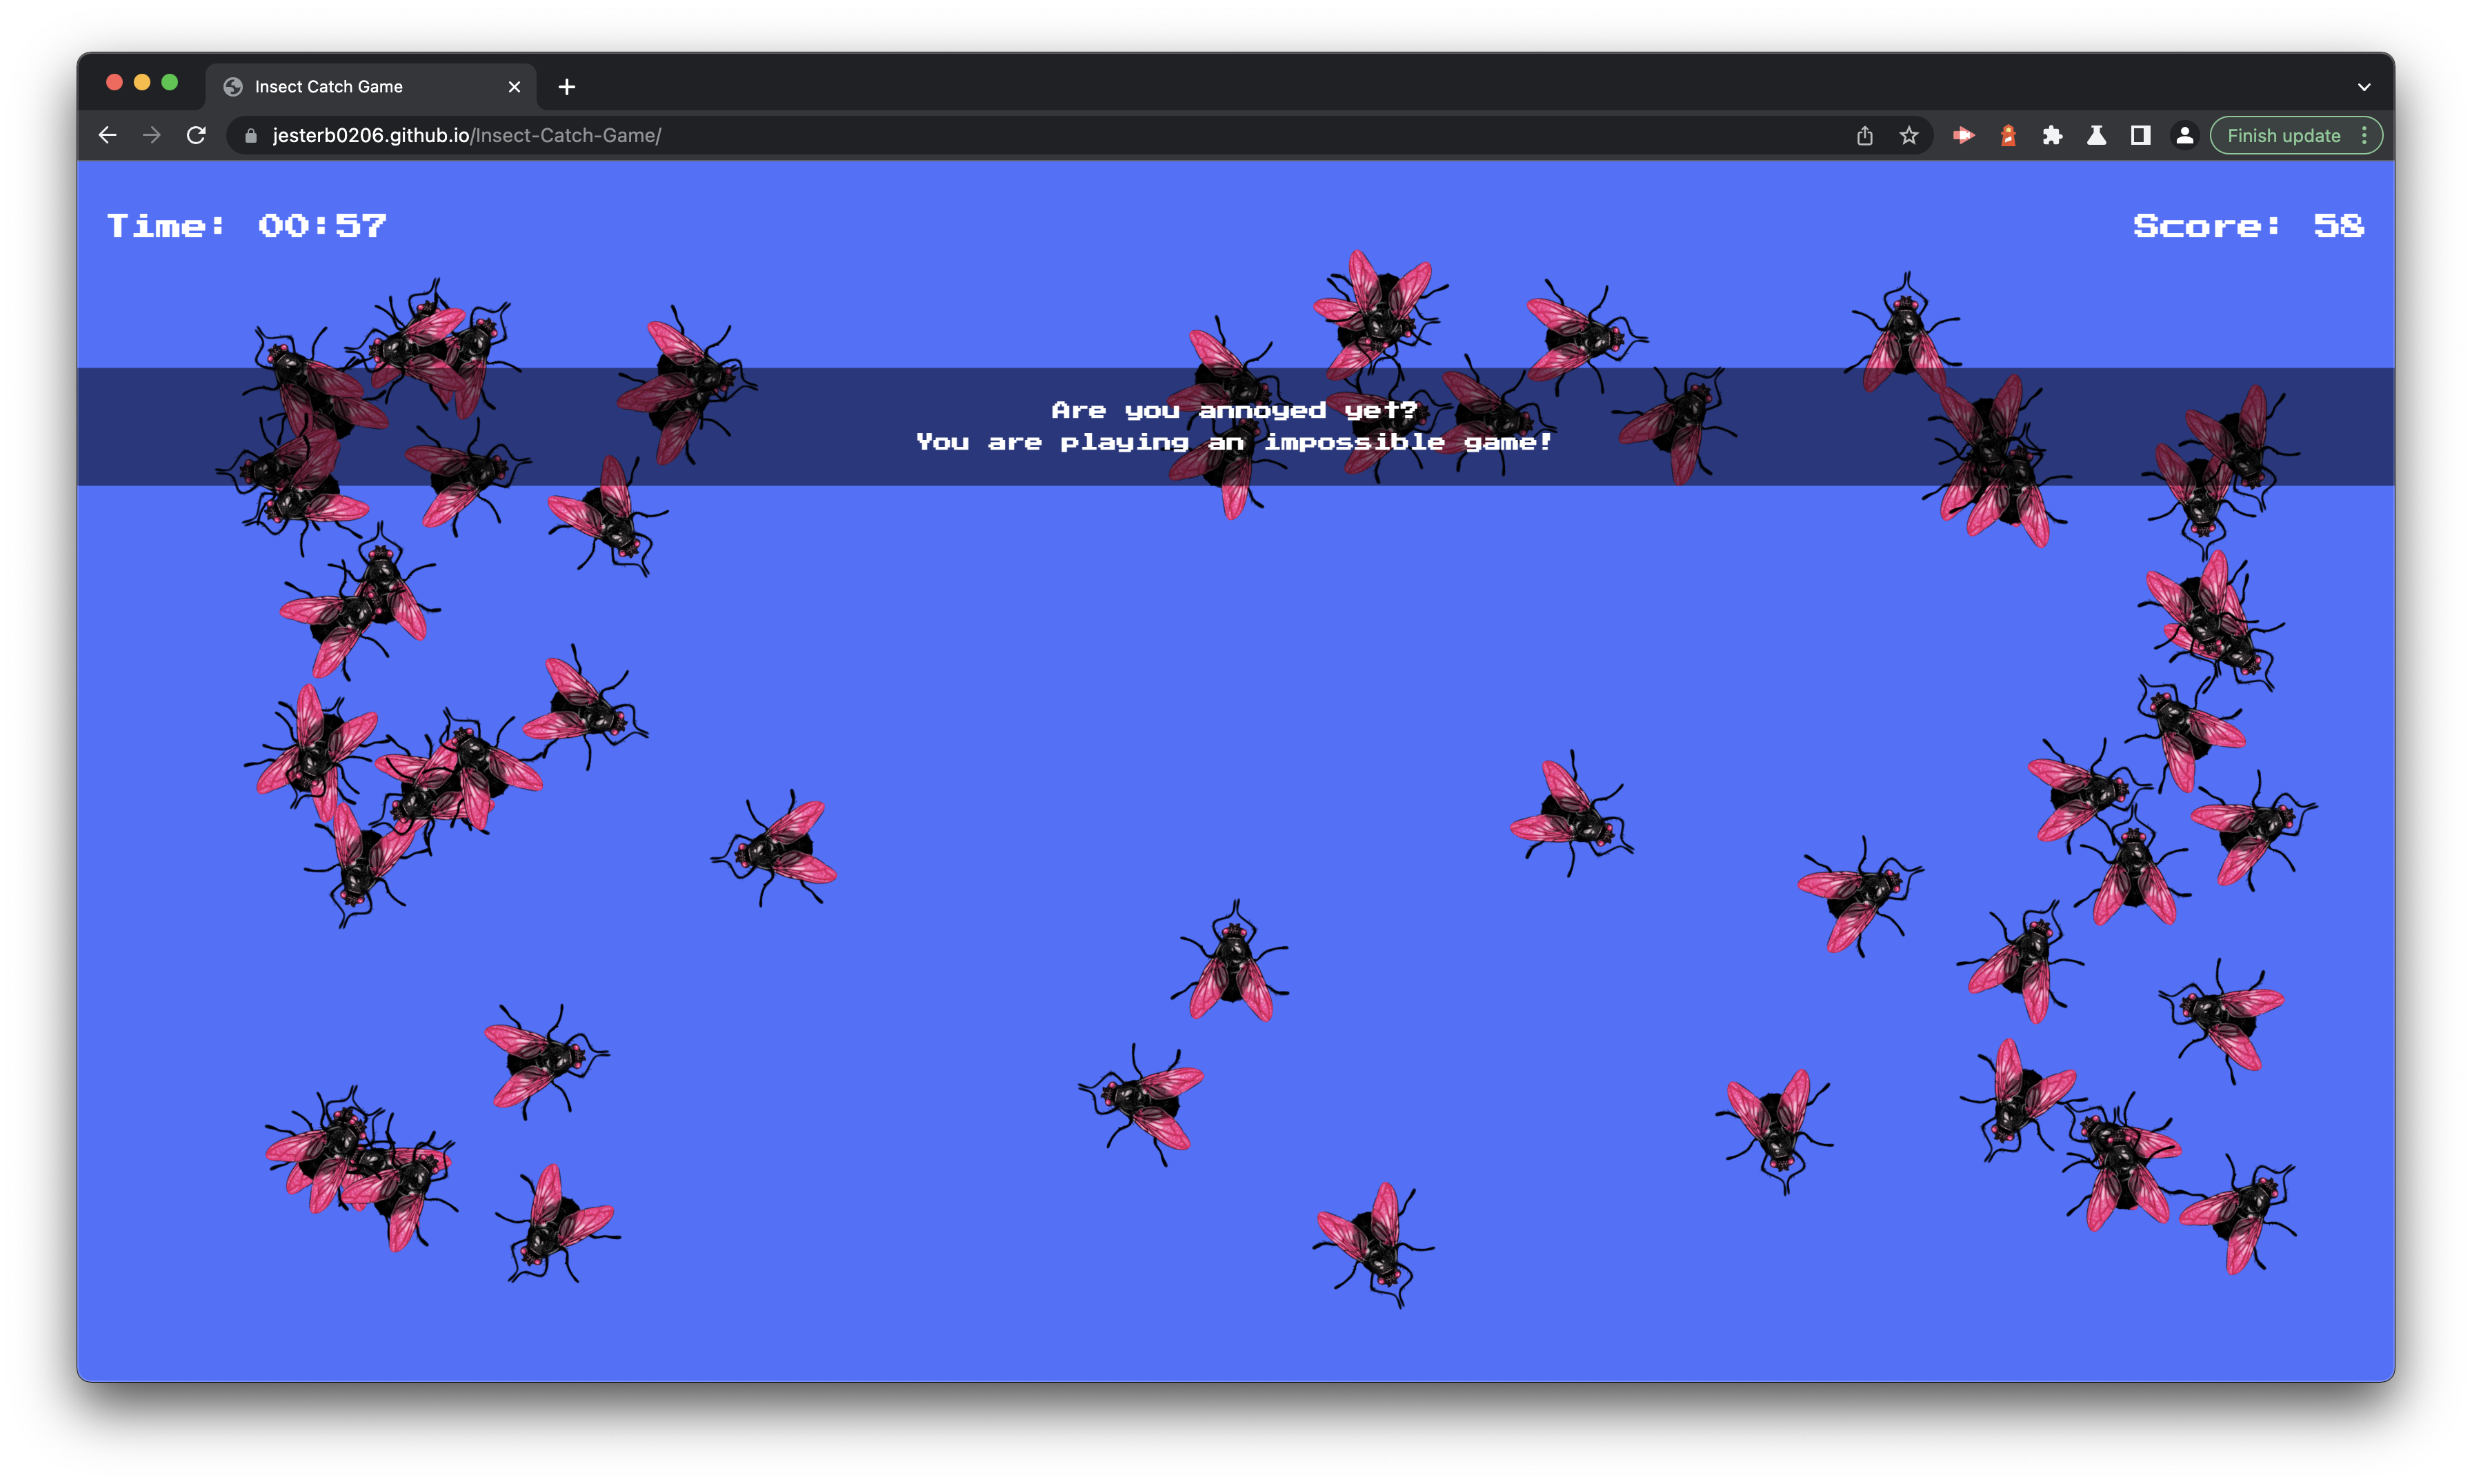 Insect Catch Game
jesterb0206.github.io/Insect-Catch-Game/
Finish update
Time: 00:57
Score: 58
Are you annoyed yet?
You are playing an impossible game!